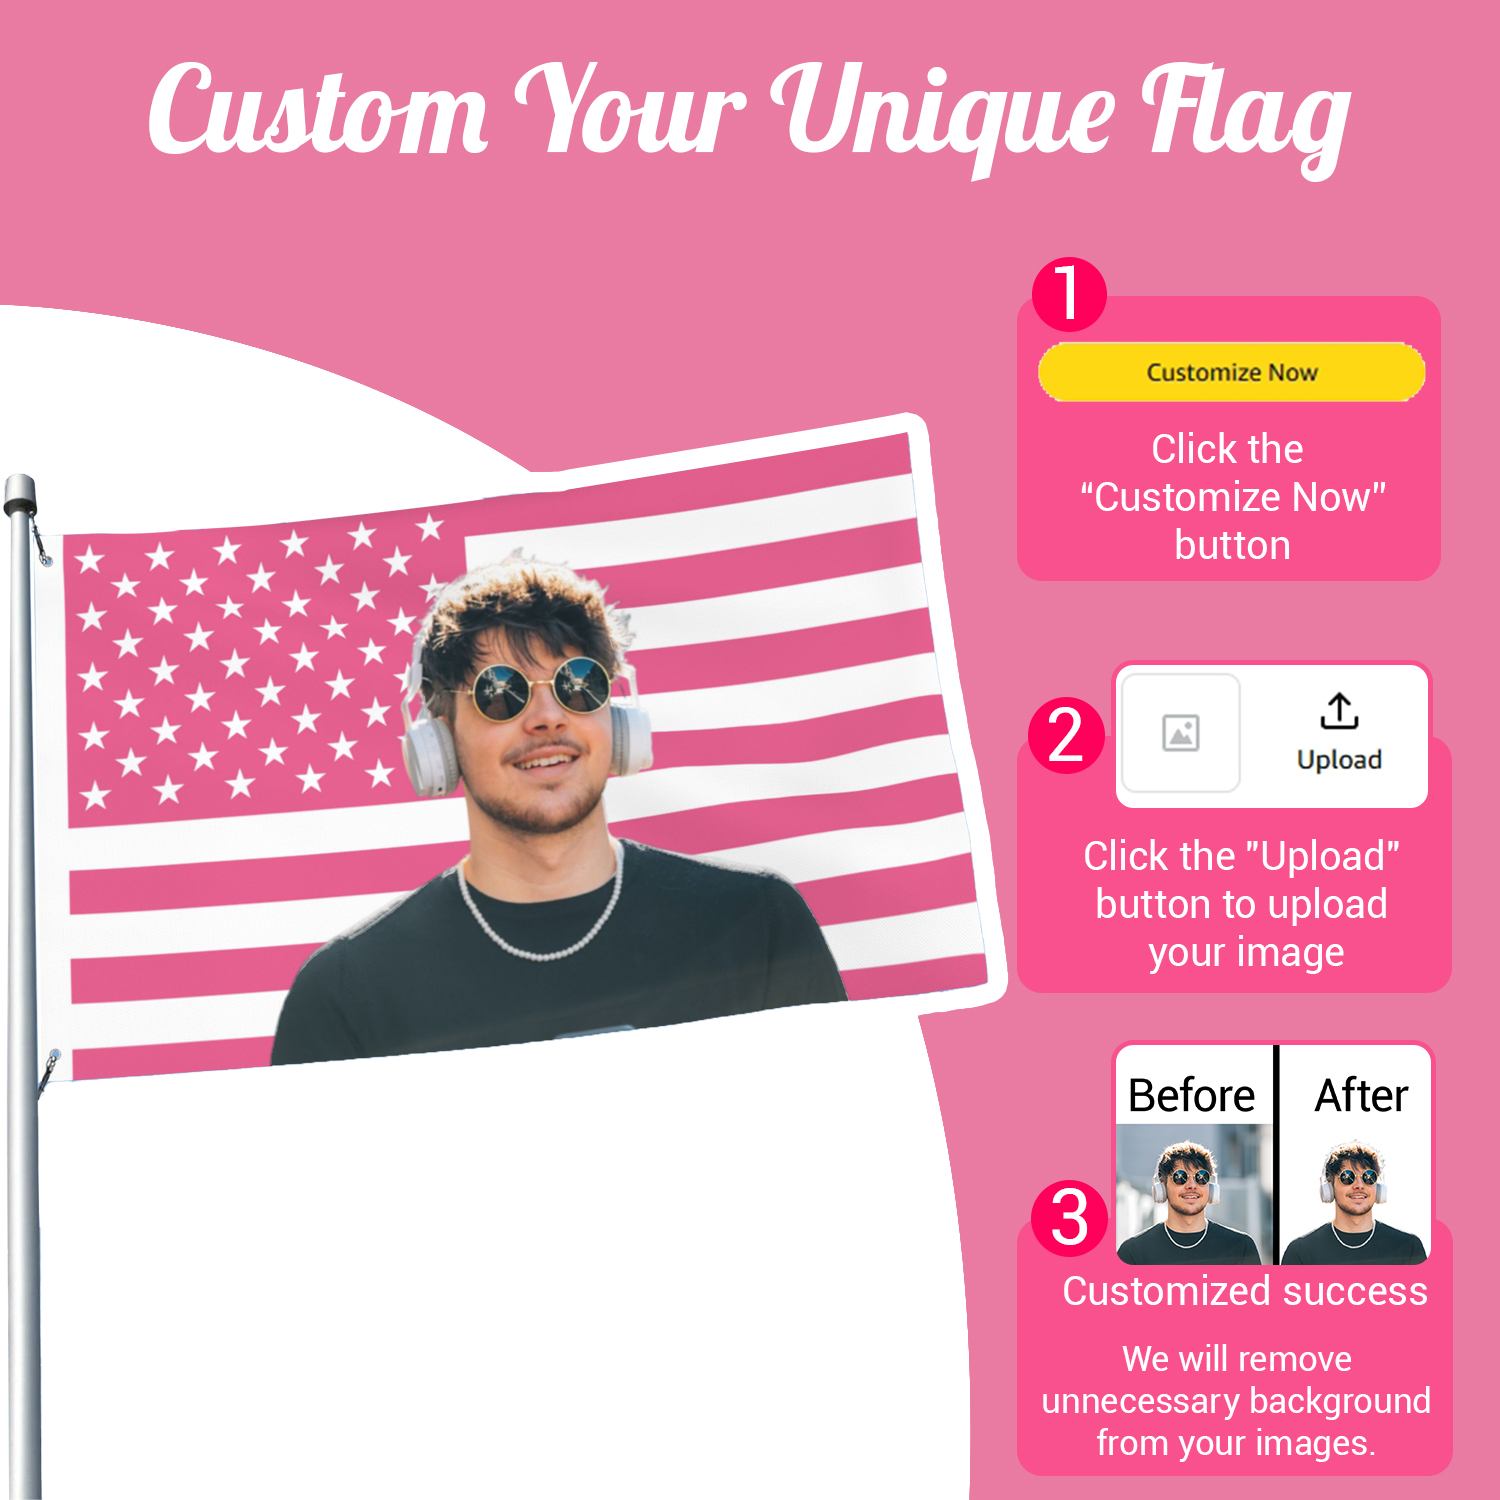 Custom Your Unique Flag
1
Customize Now
Click the
“Customize Now”
button
2
Upload
Click the "Upload"
button to upload
your image
Before
After
3
Customized success
We will remove
unnecessary background
from your images.